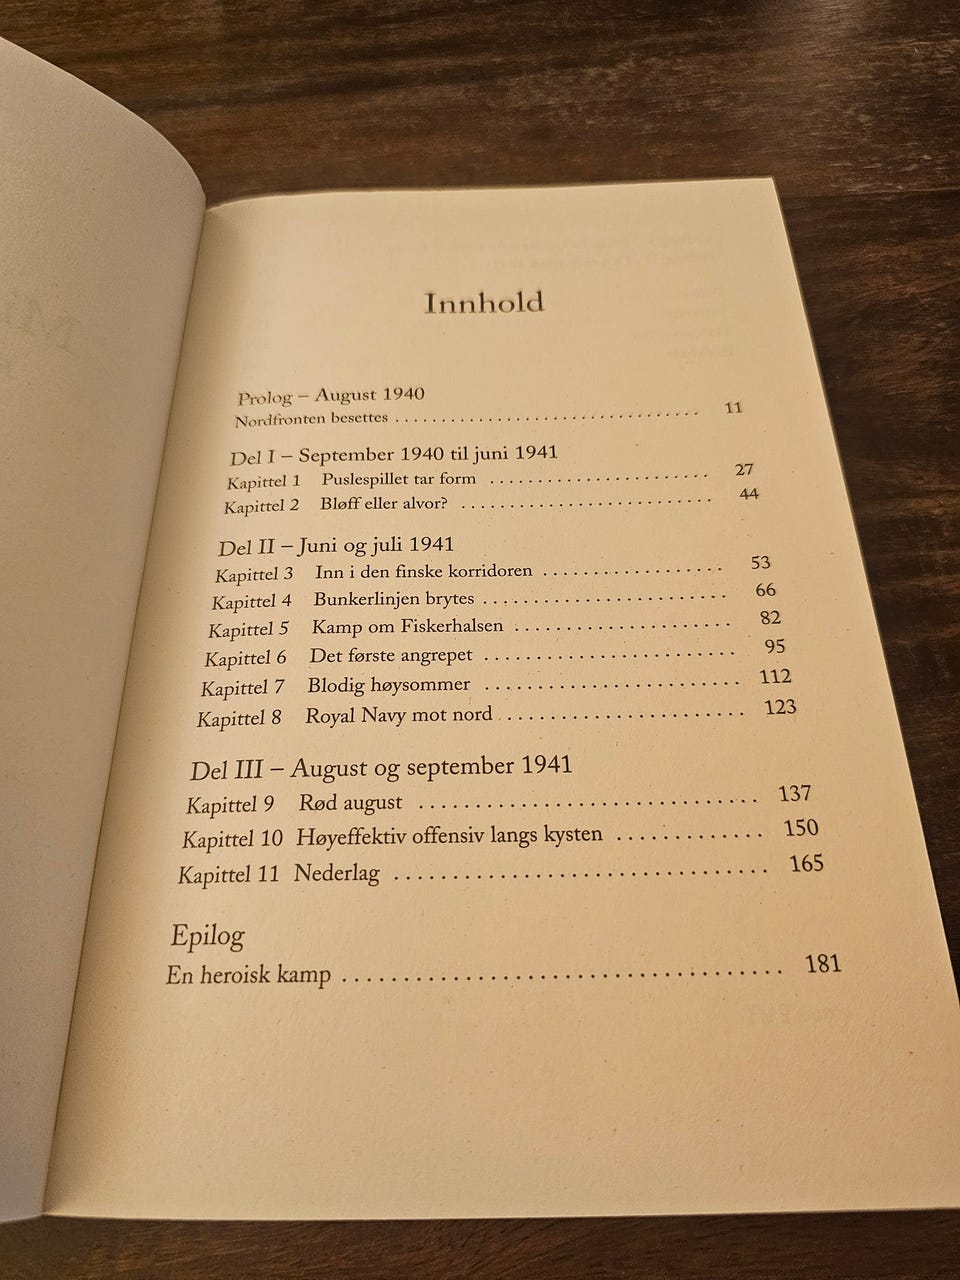 Innhold
Prolog – August 1940
Nordfronten besettes . . . . . . . . . . . . . . . . . . . . . . . . . . . . . . . . . . 11
Del I – September 1940 til juni 1941
Kapittel 1 Puslespillet tar form . . . . . . . . . . . . . . . . . . . . . . . . 27
Kapittel 2 Bløff eller alvor? . . . . . . . . . . . . . . . . . . . . . . . . . . . 44
Del II – Juni og juli 1941
Kapittel 3 Inn i den finske korridoren . . . . . . . . . . . . . . . . . . . 53
Kapittel 4 Bunkerlinjen brytes . . . . . . . . . . . . . . . . . . . . . . . . . 66
Kapittel 5 Kamp om Fiskerhalsen . . . . . . . . . . . . . . . . . . . . . . 82
Kapittel 6 Det første angrepet . . . . . . . . . . . . . . . . . . . . . . . . . 95
Kapittel 7 Blodig høysommer . . . . . . . . . . . . . . . . . . . . . . . . . 112
Kapittel 8 Royal Navy mot nord . . . . . . . . . . . . . . . . . . . . . . . 123
Del III – August og september 1941
Kapittel 9 Rød august . . . . . . . . . . . . . . . . . . . . . . . . . . . . . . . 137
Kapittel 10 Høyeffektiv offensiv langs kysten . . . . . . . . . . . . . 150
Kapittel 11 Nederlag . . . . . . . . . . . . . . . . . . . . . . . . . . . . . . . . 165
Epilog
En heroisk kamp . . . . . . . . . . . . . . . . . . . . . . . . . . . . . . . . . . . 181